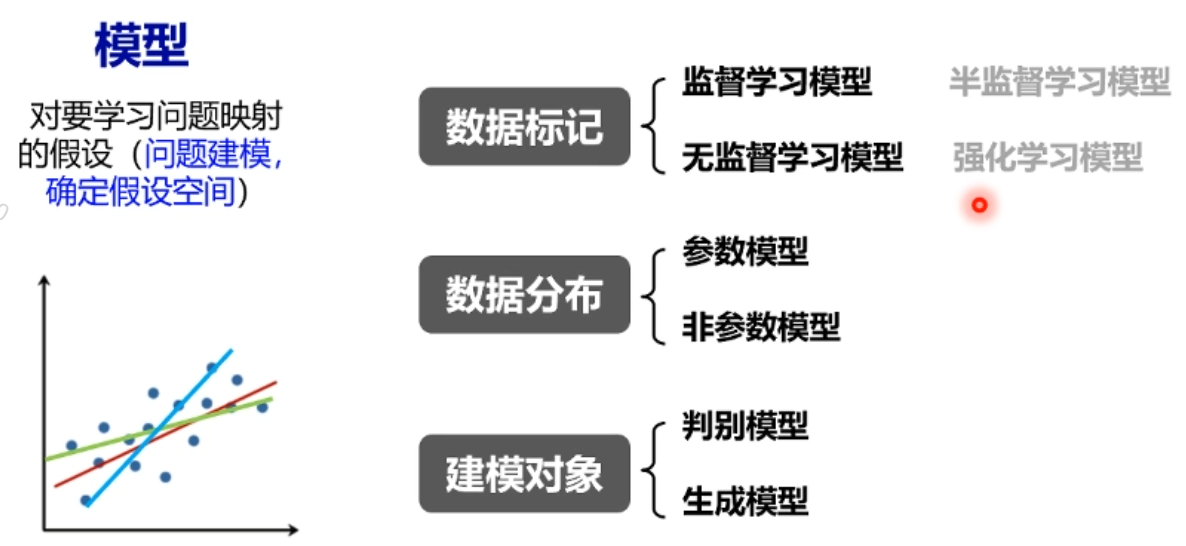 模型
对要学习问题映射
的假设（问题建模，
确定假设空间）
数据标记
监督学习模型
半监督学习模型
无监督学习模型
强化学习模型
数据分布
参数模型
非参数模型
建模对象
判别模型
生成模型